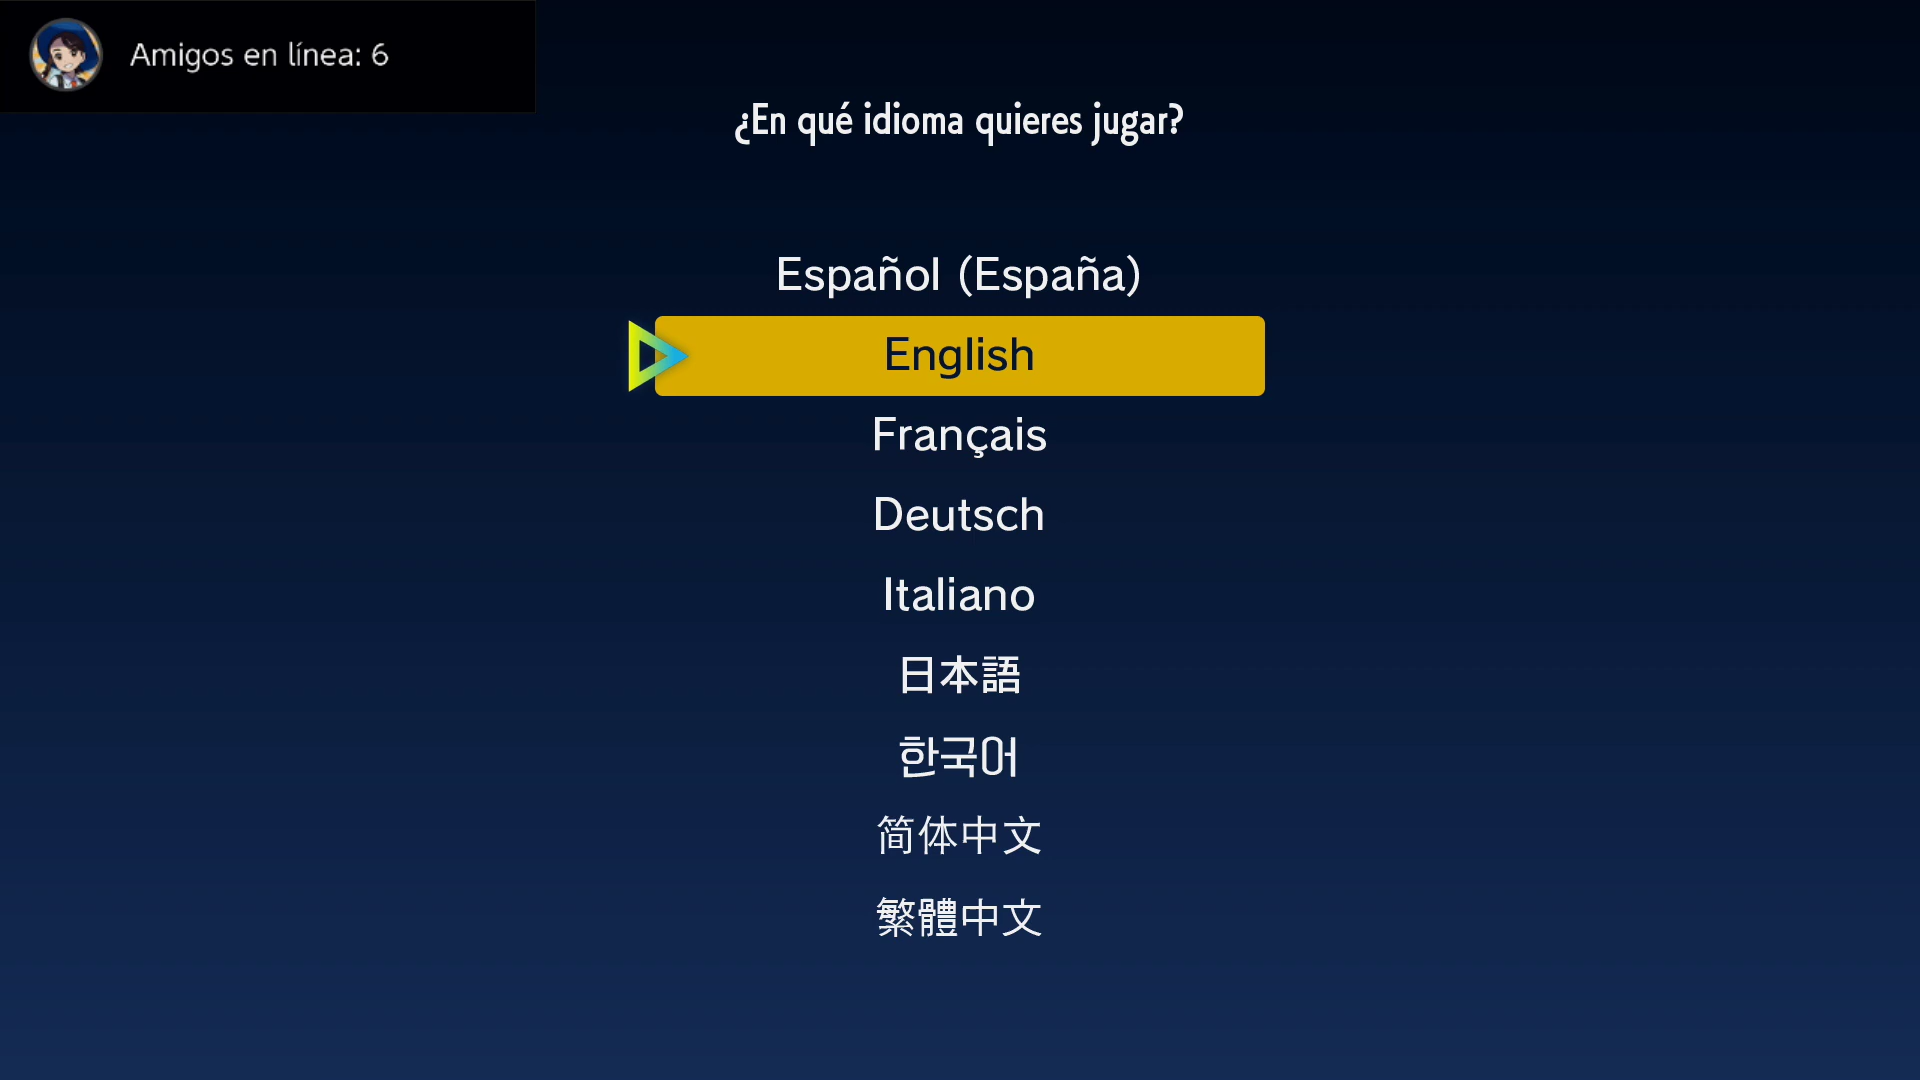 Amigos en línea: 6
¿En qué idioma quieres jugar?
Español (España)
English
Français
Deutsch
Italiano
日本語
한국어
简体中文
繁體中文